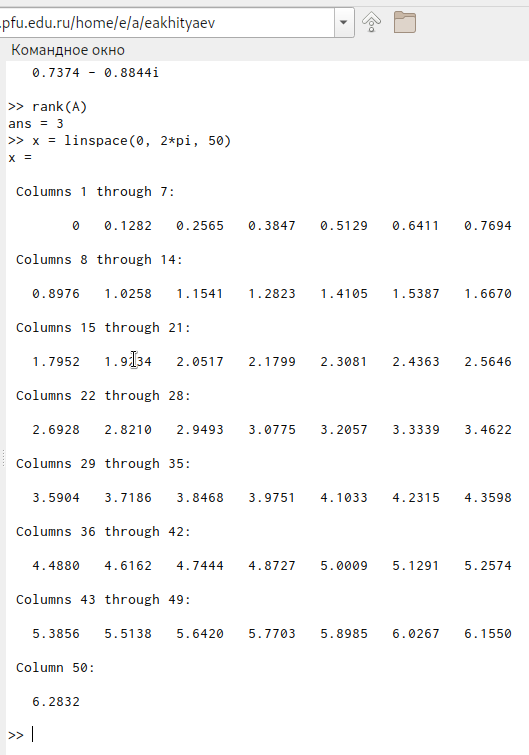 .pfu.edu.ru/home/e/a/eakhityaev
Командное окно
0.7374 - 0.8844i
>> rank(A)
ans = 3
>> x = linspace(0, 2*pi, 50)
x =
Columns 1 through 7:
0 0.1282 0.2565 0.3847 0.5129 0.6411 0.7694
Columns 8 through 14:
0.8976 1.0258 1.1541 1.2823 1.4105 1.5387 1.6670
Columns 15 through 21:
1.7952 1.9234 2.0517 2.1799 2.3081 2.4363 2.5646
Columns 22 through 28:
2.6928 2.8210 2.9493 3.0775 3.2057 3.3339 3.4622
Columns 29 through 35:
3.5904 3.7186 3.8468 3.9751 4.1033 4.2315 4.3598
Columns 36 through 42:
4.4880 4.6162 4.7444 4.8727 5.0009 5.1291 5.2574
Columns 43 through 49:
5.3856 5.5138 5.6420 5.7703 5.8985 6.0267 6.1550
Column 50:
6.2832
>>